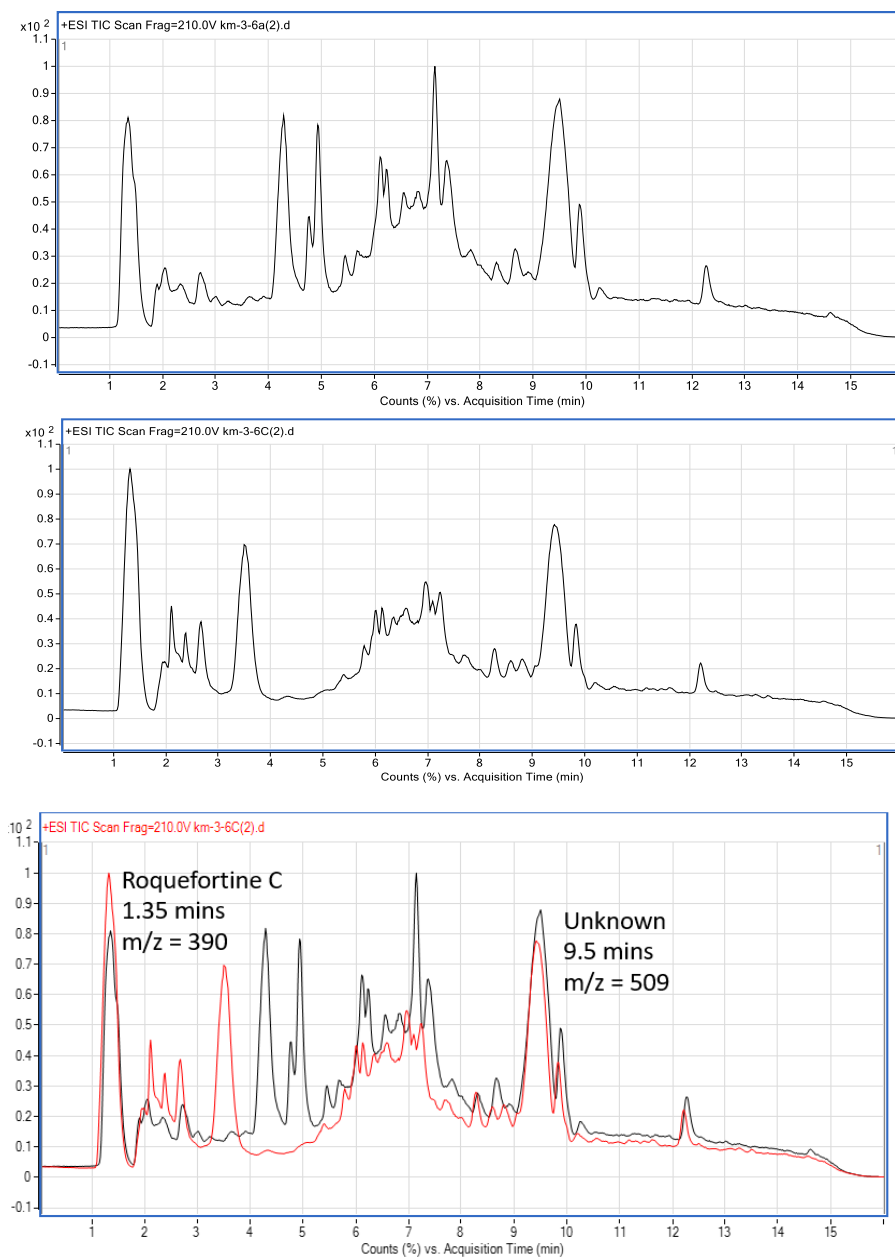 x10 2
+ESI TIC Scan Frag=210.0V km-3-6a(2).d
1.1
1
1
0.9
0.8
0.7
0.6
0.5
0.4
0.3
0.2
0.1
0
-0.1
1 2 3 4 5 6 7 8 9 10 11 12 13 14 15
Counts (%) vs. Acquisition Time (min)
x10 2
+ESI TIC Scan Frag=210.0V km-3-6C(2).d
1.1
1
1
0.9
0.8
0.7
0.6
0.5
0.4
0.3
0.2
0.1
0
-0.1
1 2 3 4 5 6 7 8 9 10 11 12 13 14 15
Counts (%) vs. Acquisition Time (min)
10 2
+ESI TIC Scan Frag=210.0V km-3-6C(2).d
1.1
1 1
1
0.9
0.8
0.7
0.6
0.5
0.4
0.3
0.2
0.1
0
-0.1
Roquefortine C
1.35 mins
m/z = 390
Unknown
9.5 mins
m/z = 509
1 2 3 4 5 6 7 8 9 10 11 12 13 14 15
Counts (%) vs. Acquisition Time (min)